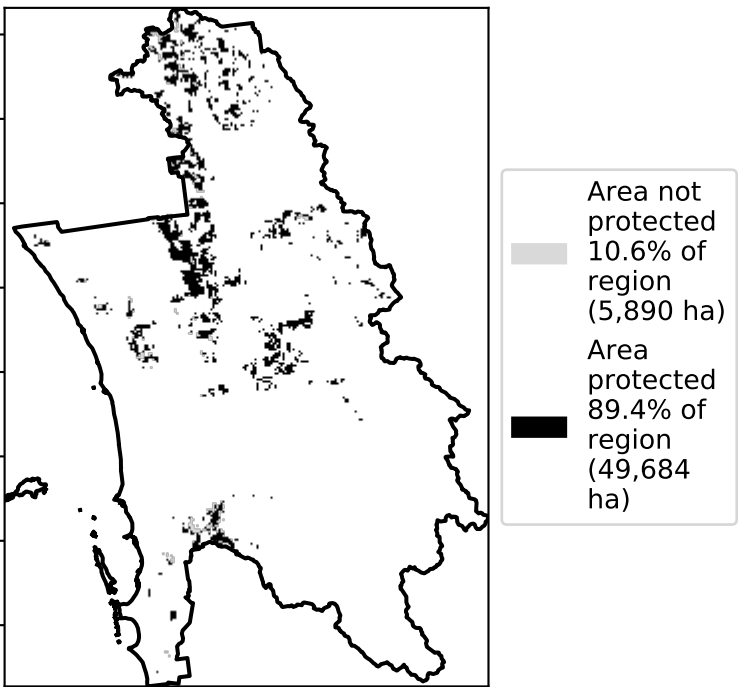 Area not
protected
10.6% of
region
(5,890 ha)
Area
protected
89.4% of
region
(49,684
ha)